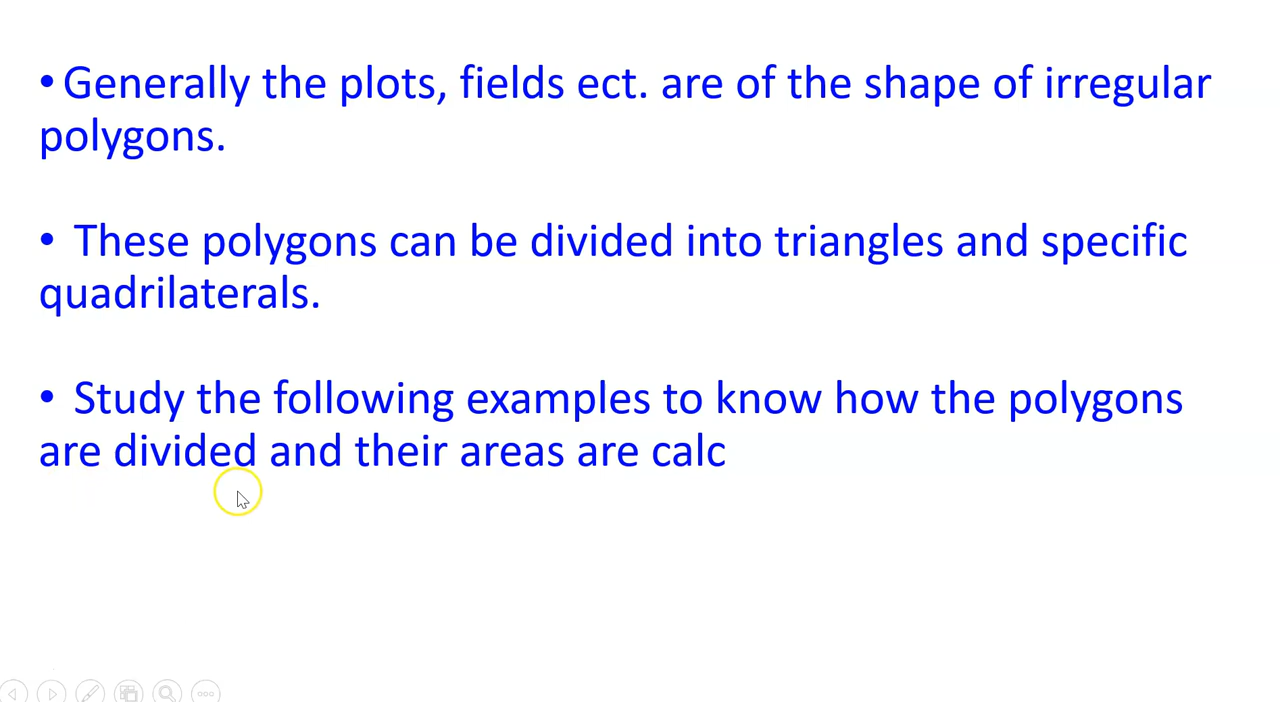 • Generally the plots, fields ect. are of the shape of irregular
polygons.
• These polygons can be divided into triangles and specific
quadrilaterals.
• Study the following examples to know how the polygons
are divided and their areas are calc